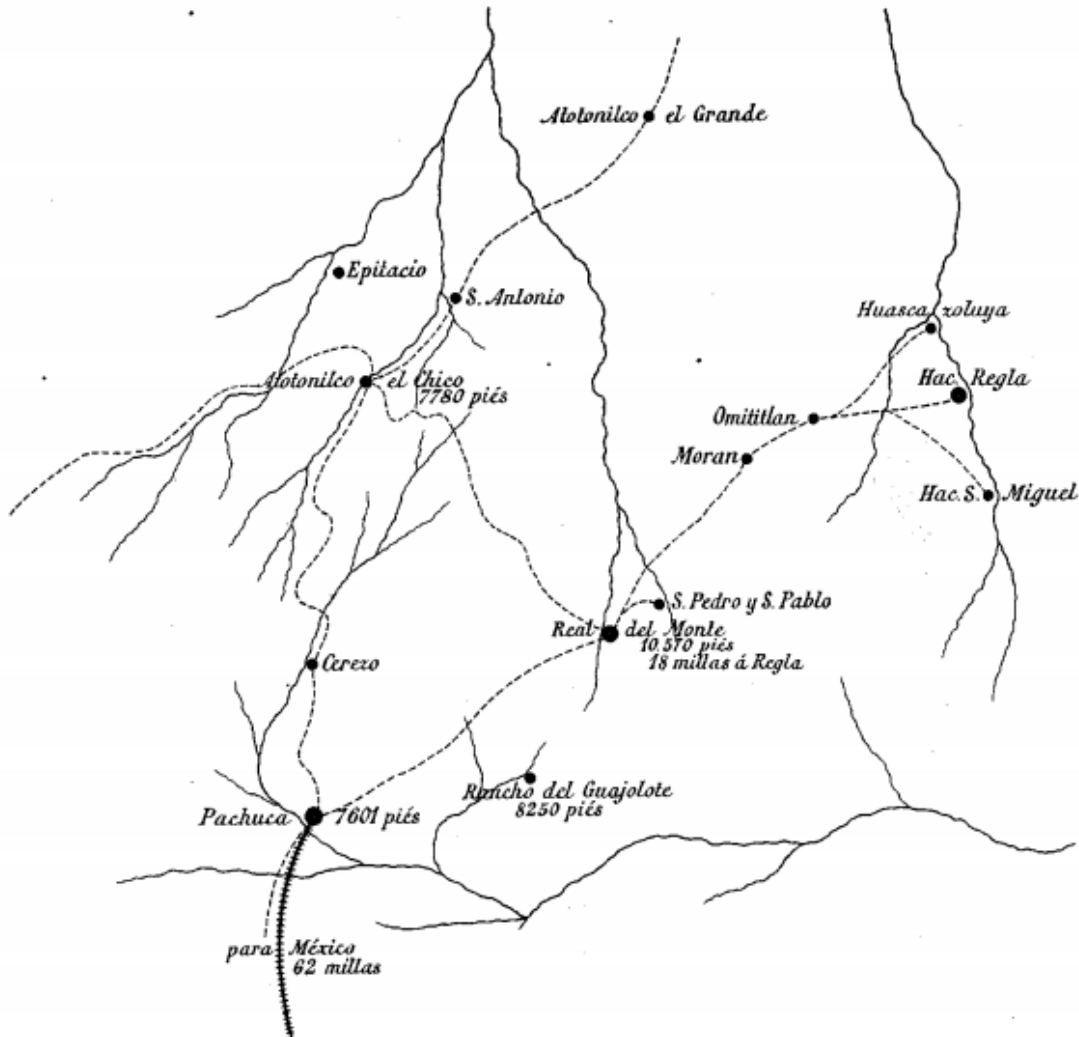 Atotonilco el Grande
Epitacio
S. Antonio
Huasca zoluya
Atotonilco el Chico
7780 piés
Hac. Regla
Omititlan
Moran
Hac. S. Miguel
S. Pedro y S. Pablo
Real del Monte
10.570 piés
18 millas á Regla
Cerezo
Rancho del Guajolote
8250 piés
Pachuca 7601 piés
para México
62 millas